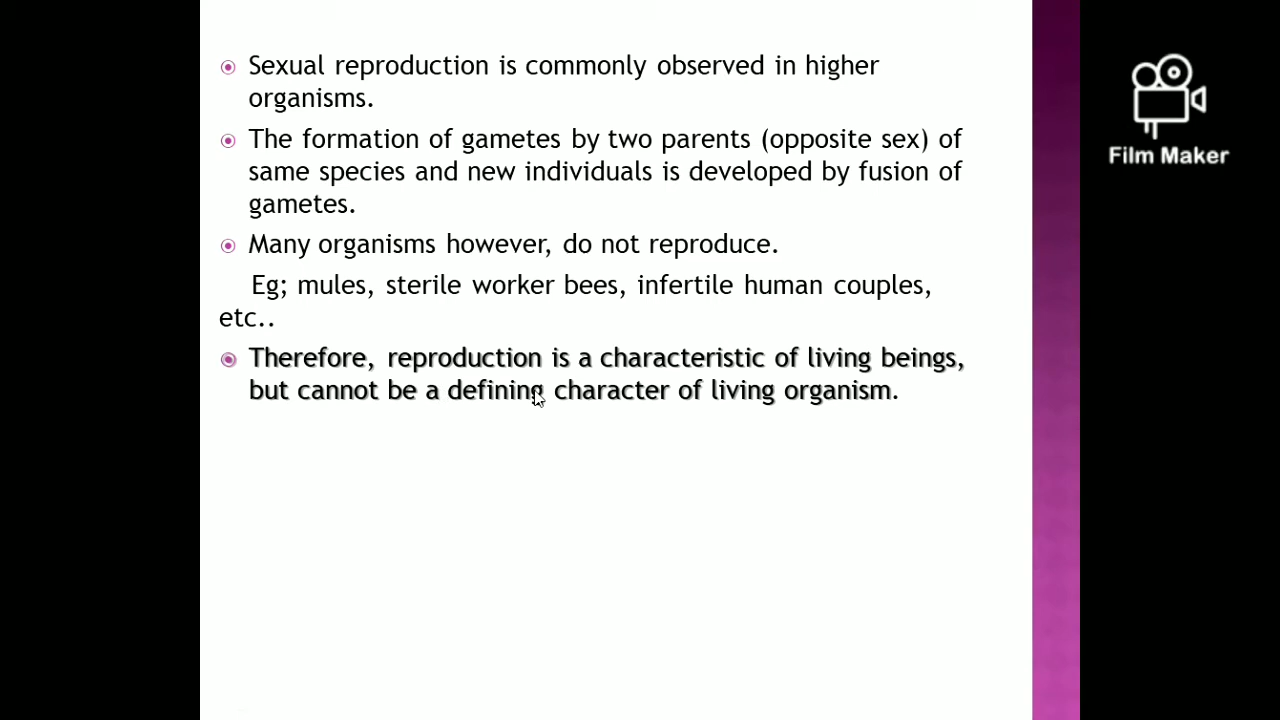 Sexual reproduction is commonly observed in higher
organisms.
The formation of gametes by two parents (opposite sex) of
same species and new individuals is developed by fusion of
gametes.
Many organisms however, do not reproduce.
Eg; mules, sterile worker bees, infertile human couples,
etc..
Therefore, reproduction is a characteristic of living beings,
but cannot be a defining character of living organism.
Film Maker